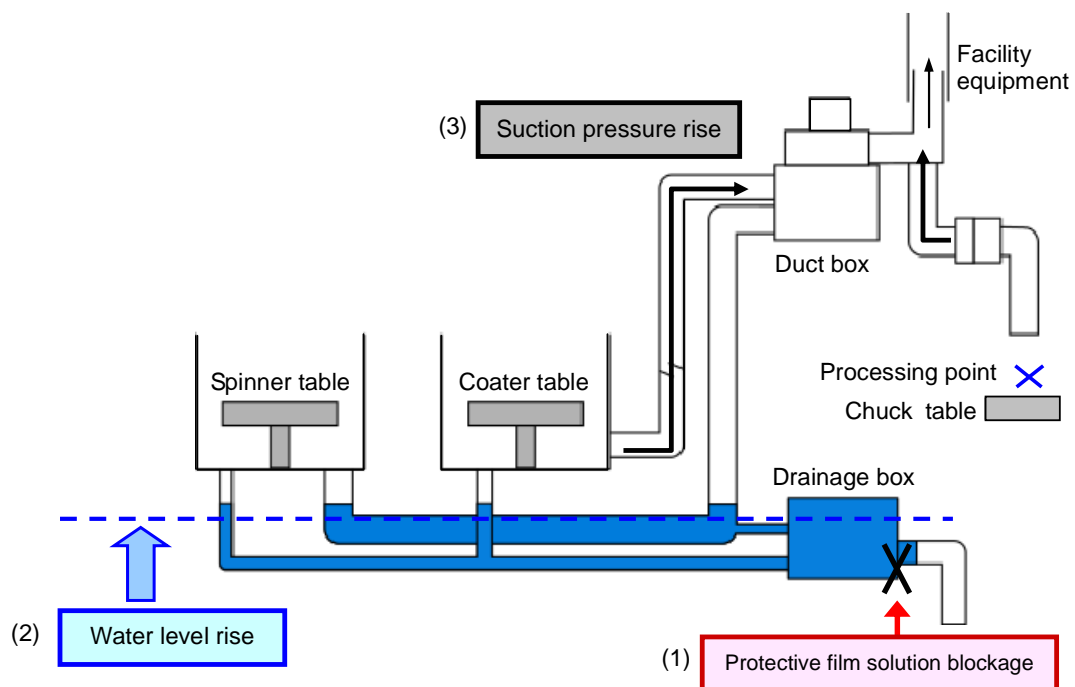 Facility
equipment
(3) Suction pressure rise
Duct box
Spinner table
Coater table
Processing point
Chuck table
Drainage box
(2) Water level rise
(1) Protective film solution blockage